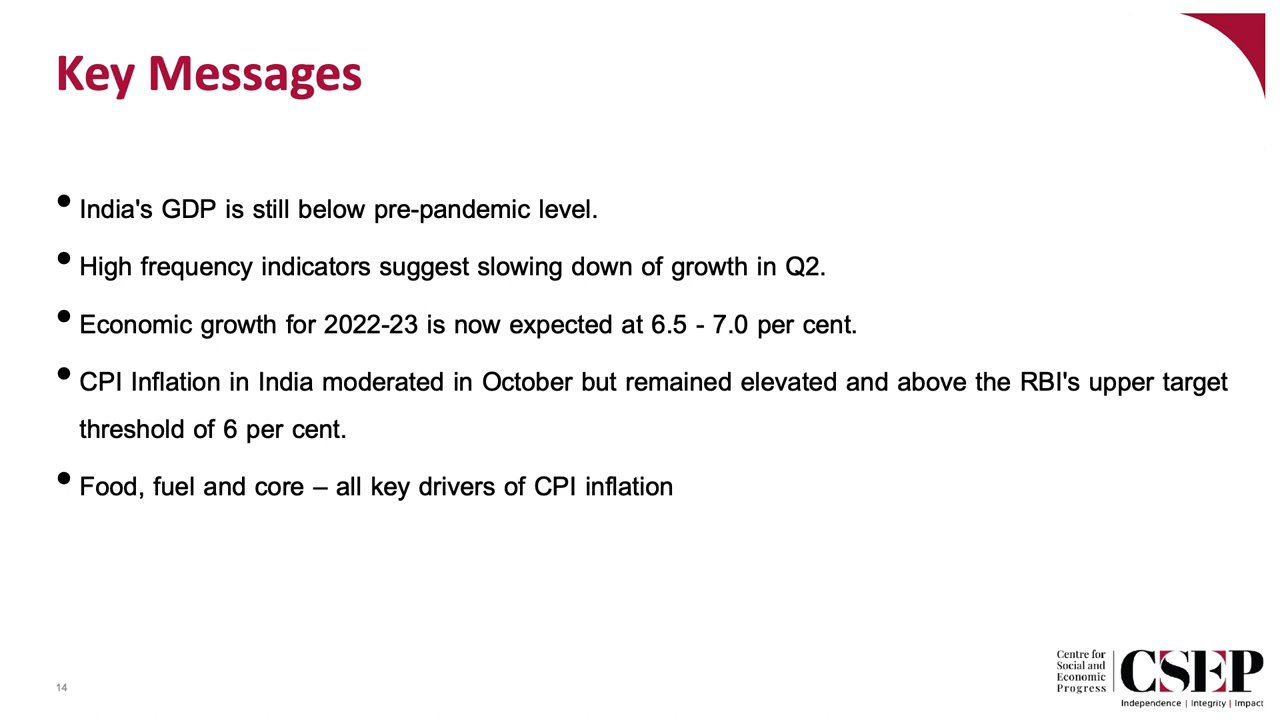 Key Messages
• India's GDP is still below pre-pandemic level.
• High frequency indicators suggest slowing down of growth in Q2.
• Economic growth for 2022-23 is now expected at 6.5 - 7.0 per cent.
• CPI Inflation in India moderated in October but remained elevated and above the RBI's upper target
threshold of 6 per cent.
• Food, fuel and core – all key drivers of CPI inflation
14
Centre for
Social and
Economic
Progress
CSEP
Independence | Integrity | Impact